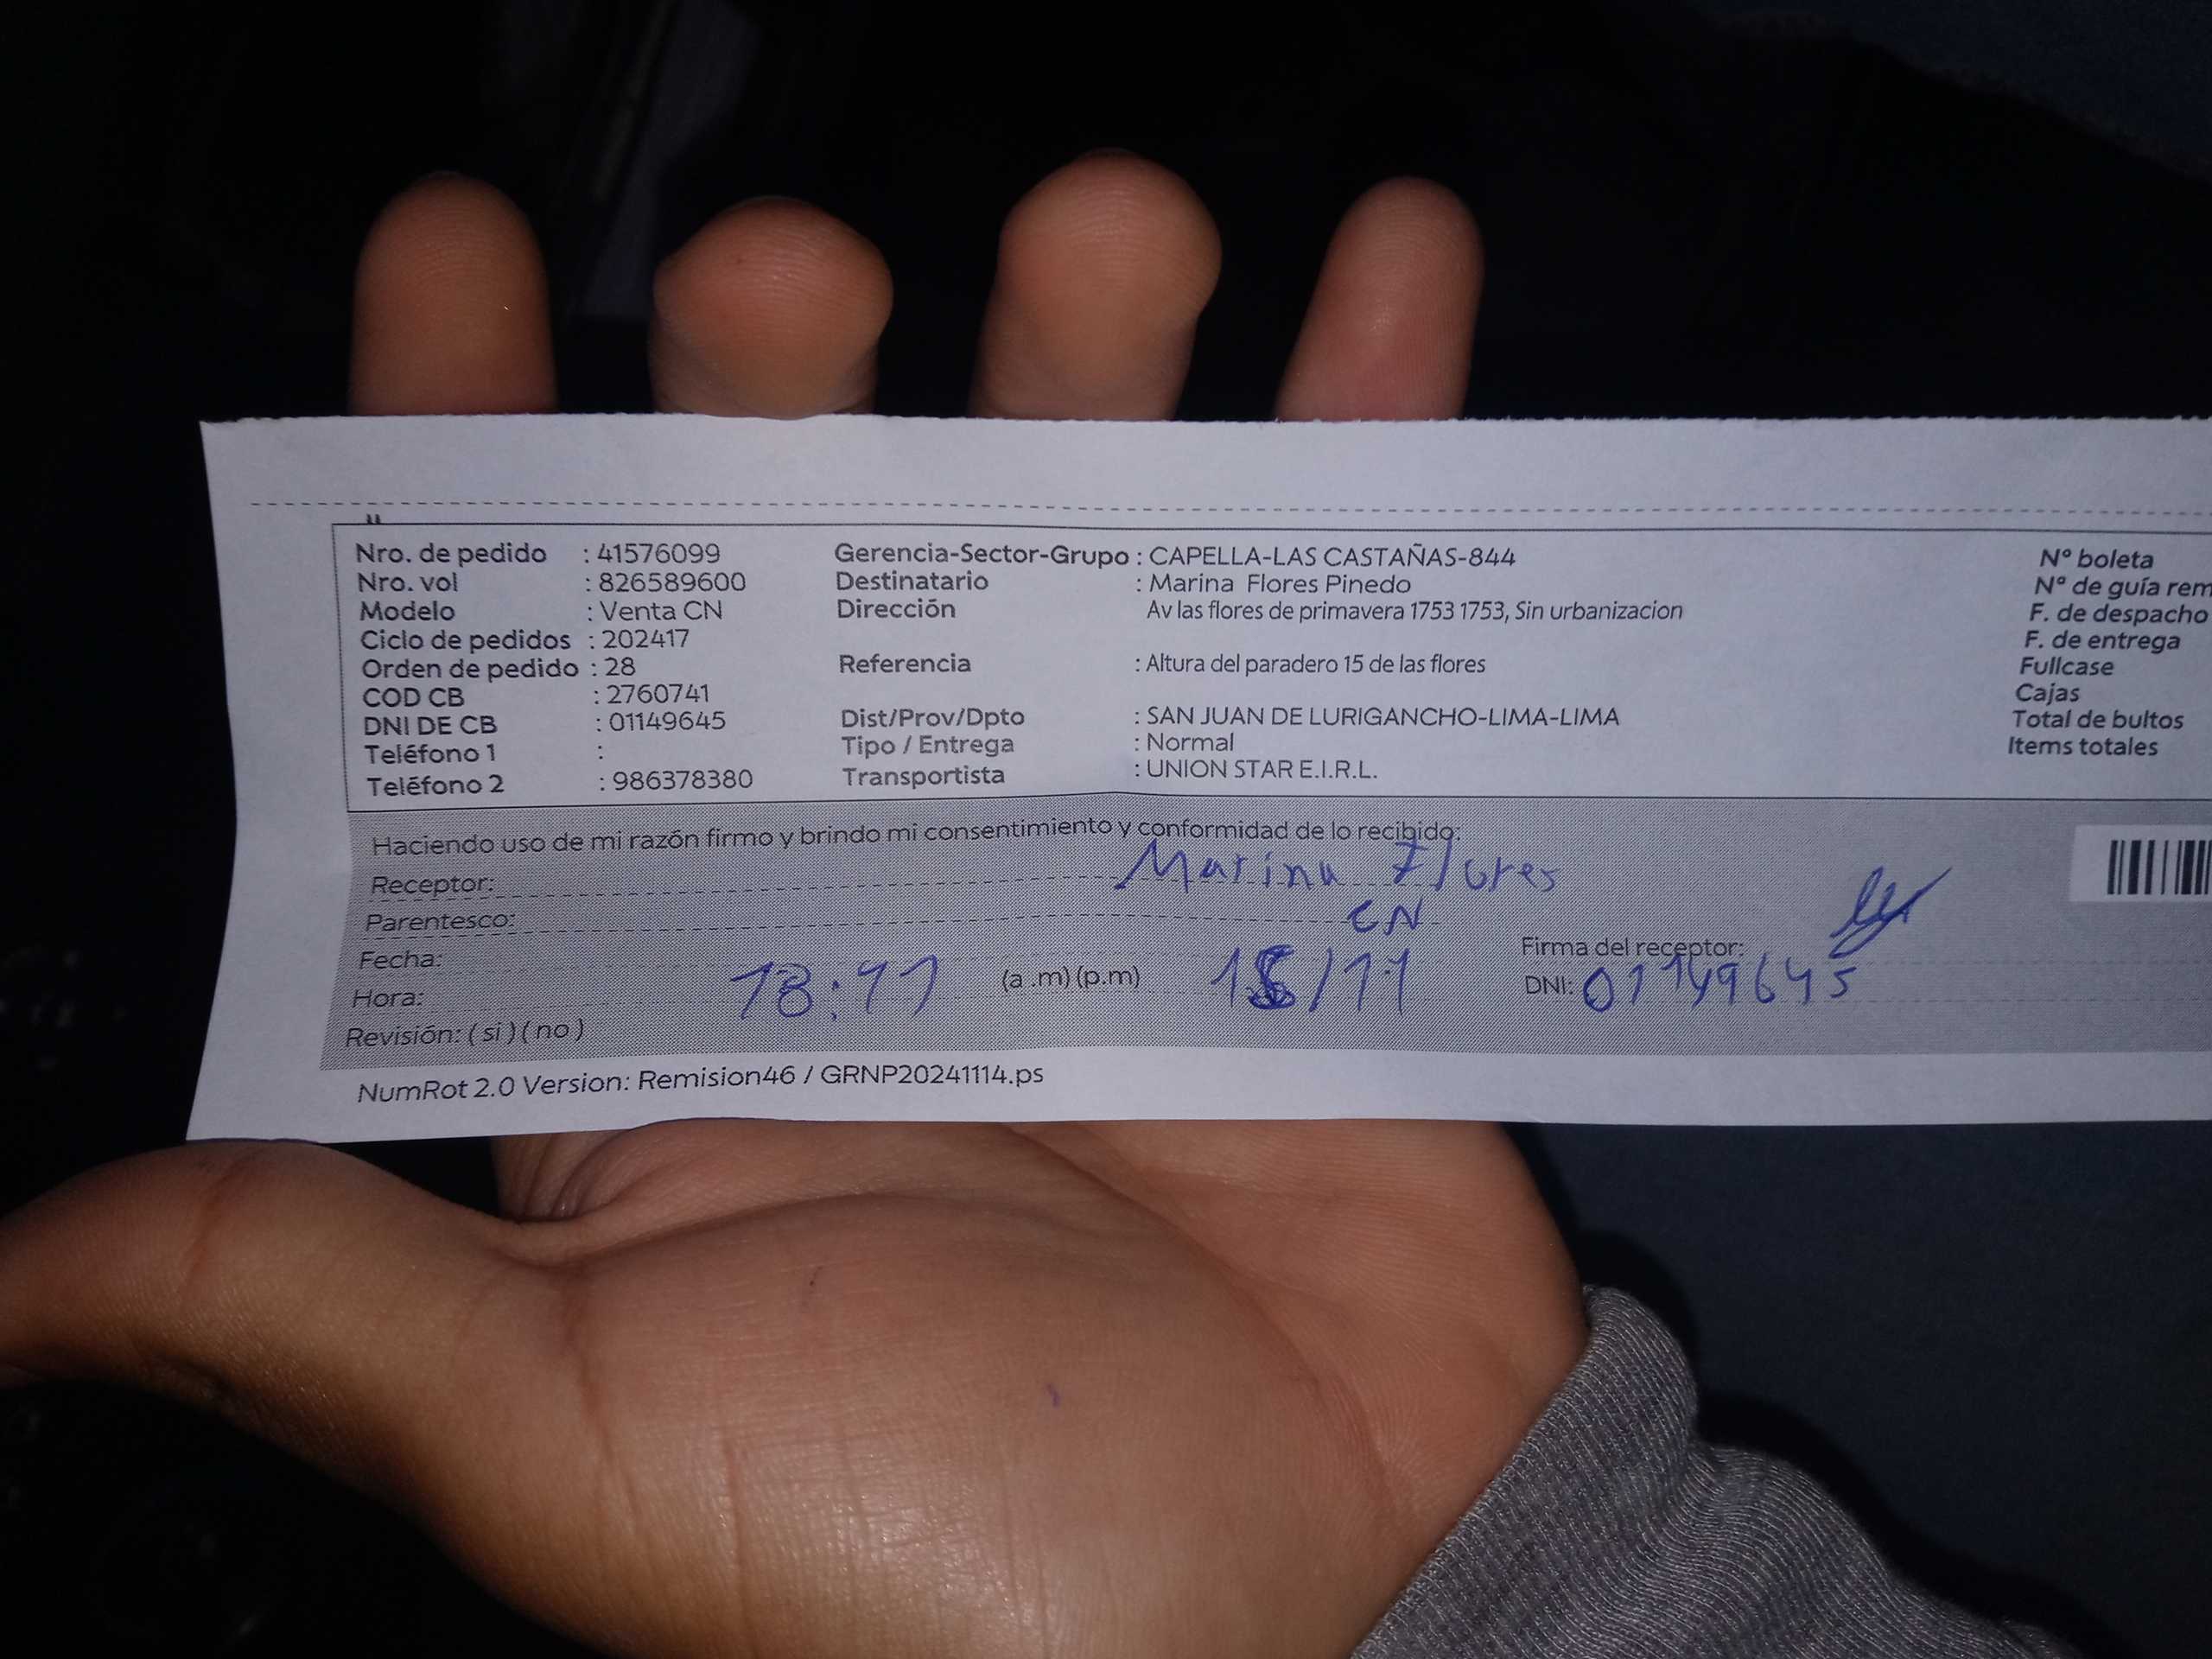 Nro. de pedido : 41576099 Gerencia-Sector-Grupo : CAPELLA-LAS CASTAÑAS-844 Nº boleta
Nro. vol : 826589600 Destinatario : Marina Flores Pinedo Nº de guía rem
Modelo : Venta CN Dirección Av las flores de primavera 1753 1753, Sin urbanizacion F. de despacho
Ciclo de pedidos : 202417 F. de entrega
Orden de pedido : 28 Referencia : Altura del paradero 15 de las flores Fullcase
COD CB : 2760741 Cajas
DNI DE CB : 01149645 Dist/Prov/Dpto : SAN JUAN DE LURIGANCHO-LIMA-LIMA Total de bultos
Teléfono 1 : Tipo / Entrega : Normal Items totales
Teléfono 2 : 986378380 Transportista : UNION STAR E.I.R.L.
Haciendo uso de mi razón firmo y brindo mi consentimiento y conformidad de lo recibido:
Receptor: Marina Flores
Parentesco: CN
Fecha: Firma del receptor:
Hora: (a .m) (p.m) DNI: 01149645
Revisión: ( si ) ( no )
NumRot 2.0 Version: Remision46 / GRNP20241114.ps